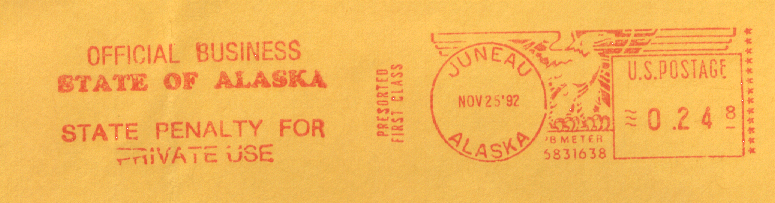 OFFICIAL BUSINESS
STATE OF ALASKA
STATE PENALTY FOR
PRIVATE USE
PRESORTED
FIRST CLASS
JUNEAU
NOV 25 '92
ALASKA
PB METER
5831638
U.S. POSTAGE
0.24 8